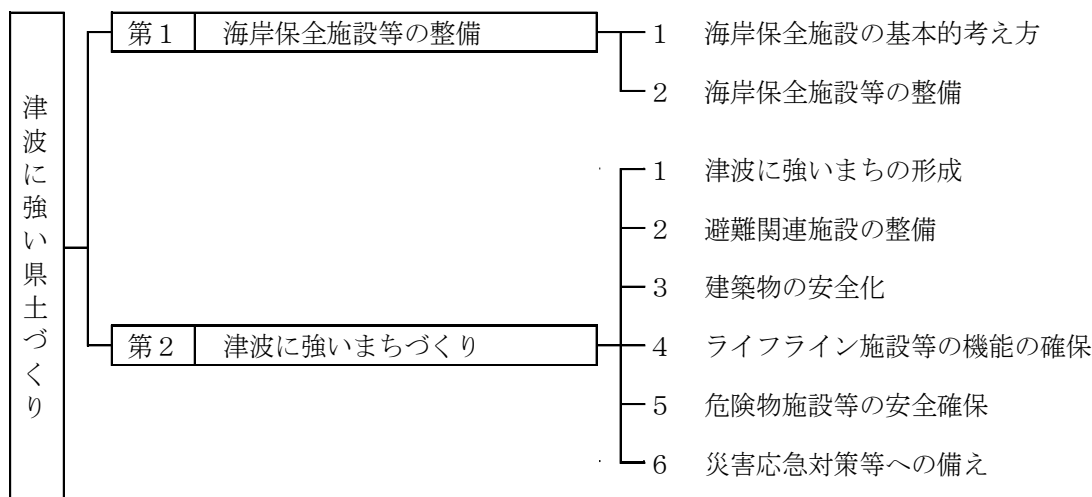 津波に強い県土づくり
第１ 海岸保全施設等の整備
１ 海岸保全施設の基本的考え方
２ 海岸保全施設等の整備
第２ 津波に強いまちづくり
１ 津波に強いまちの形成
２ 避難関連施設の整備
３ 建築物の安全化
４ ライフライン施設等の機能の確保
５ 危険物施設等の安全確保
６ 災害応急対策等への備え